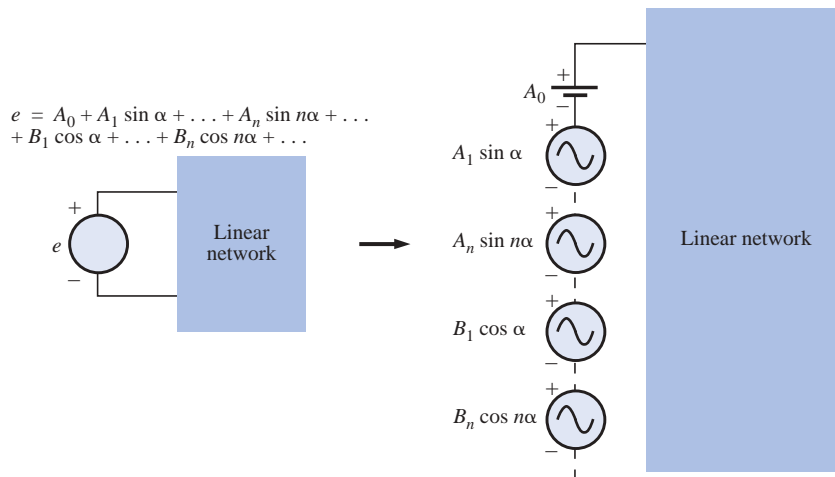 e = A₀ + A₁ sin α + . . . + Aₙ sin nα + . . .
+ B₁ cos α + . . . + Bₙ cos nα + . . .
+
e
−
Linear
network
+
A₀
−
+
A₁ sin α
−
+
Aₙ sin nα
−
+
B₁ cos α
−
+
Bₙ cos nα
−
Linear network